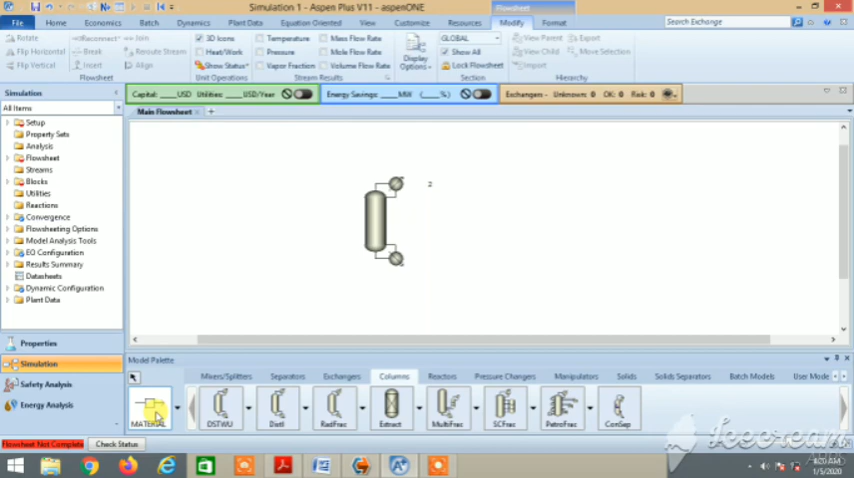 Simulation 1 - Aspen Plus V11 - aspenONE
Flowsheet
File Home Economics Batch Dynamics Plant Data Equation Oriented View Customize Resources Modify Format Search Exchange
Rotate Reconnect Join 3D Icons Temperature Mass Flow Rate GLOBAL View Parent Export
Flip Horizontal Break Reroute Stream Heat/Work Pressure Mole Flow Rate Show All View Child Move Selection
Flip Vertical Insert Align Show Status Vapor Fraction Volume Flow Rate Display Options Lock Flowsheet Import
Flowsheet Unit Operations Stream Results Section Hierarchy
Simulation
Capital: ____USD Utilities: ____USD/Year Energy Savings: ____MW (____%) Exchangers - Unknown: 0 OK: 0 Risk: 0
All Items
Main Flowsheet
Setup
Property Sets
Analysis
Flowsheet
Streams
Blocks
Utilities
Reactions
Convergence
Flowsheeting Options
Model Analysis Tools
EO Configuration
Results Summary
Datasheets
Dynamic Configuration
Plant Data
2
Properties
Simulation
Safety Analysis
Energy Analysis
Model Palette
Mixers/Splitters Separators Exchangers Columns Reactors Pressure Changers Manipulators Solids Solids Separators Batch Models User Mode
MATERIAL DSTWU Distl RadFrac Extract MultiFrac SCFrac PetroFrac ConSep
Flowsheet Not Complete Check Status
Icecream
APPS
4:20 AM
1/5/2020